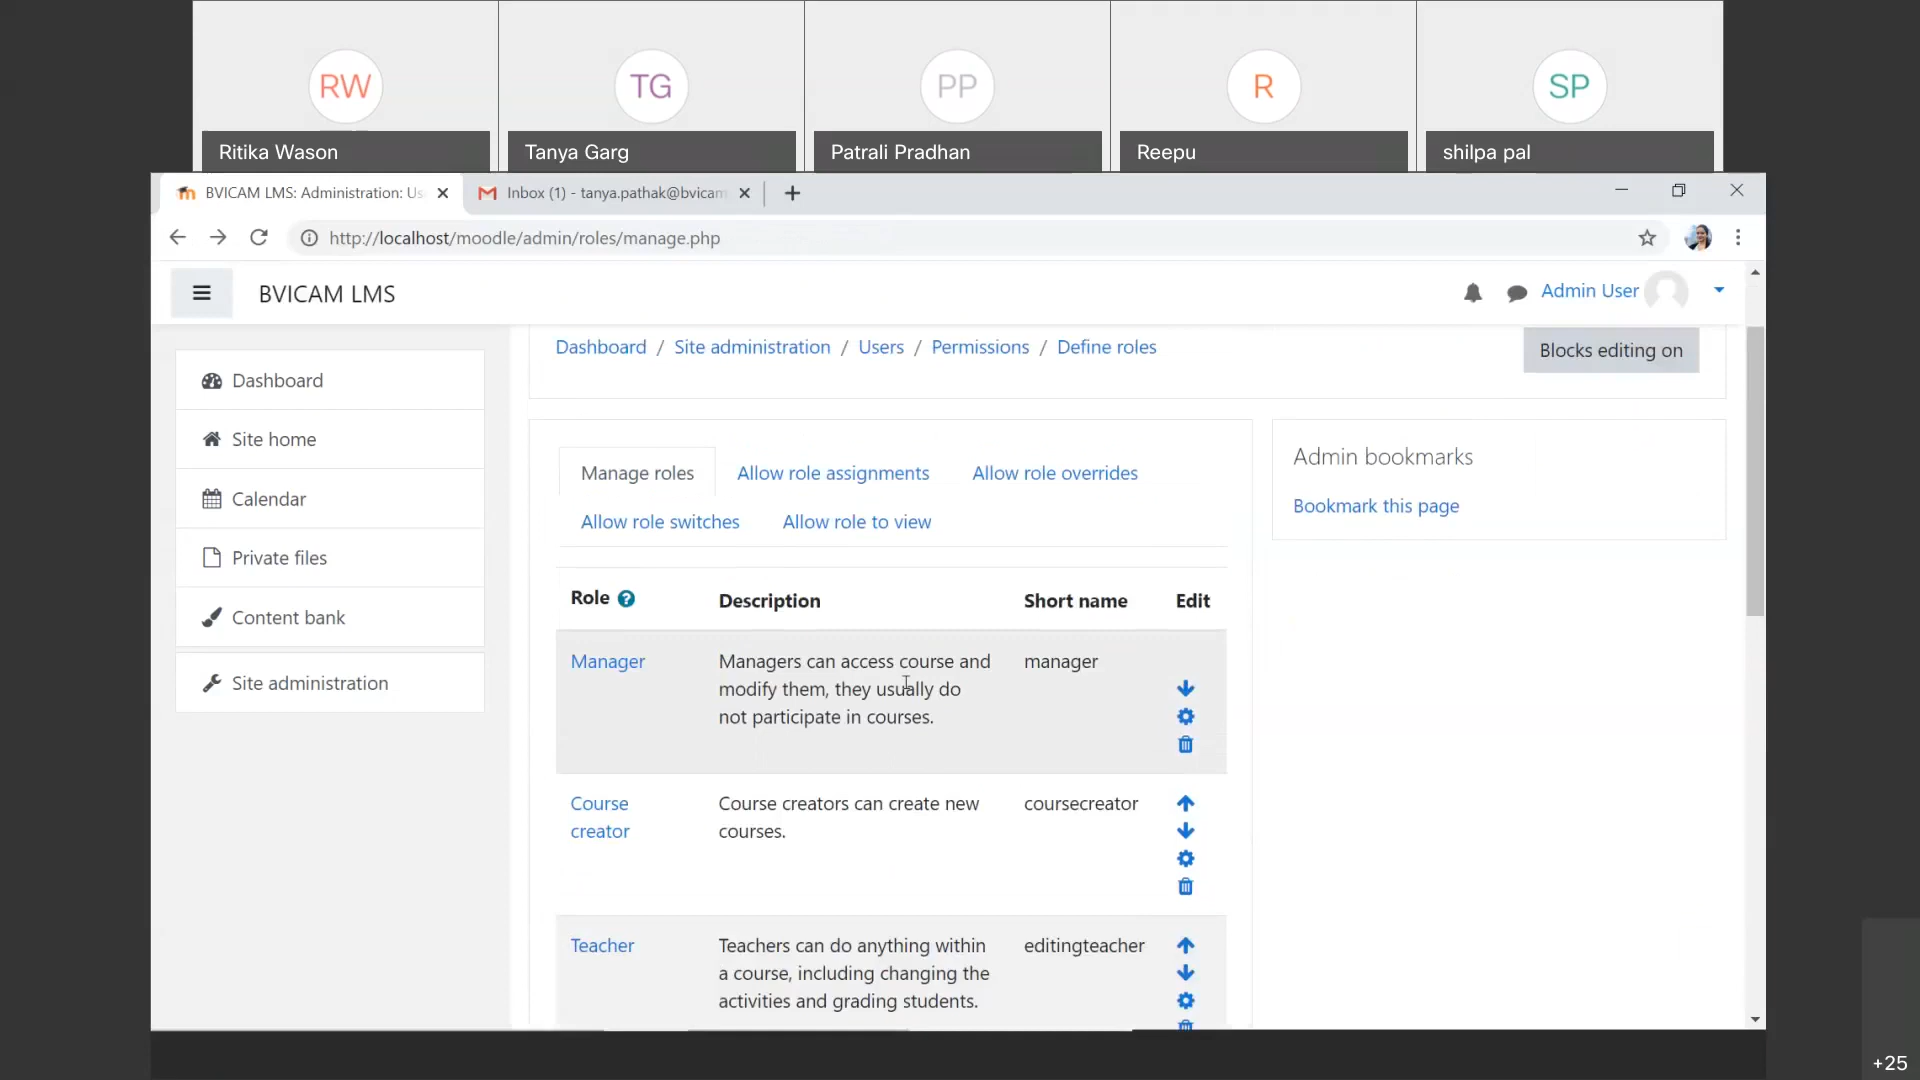 RW
TG
PP
R
SP
Ritika Wason
Tanya Garg
Patrali Pradhan
Reepu
shilpa pal
BVICAM LMS: Administration: Us
Inbox (1) - tanya.pathak@bvicam
http://localhost/moodle/admin/roles/manage.php
BVICAM LMS
Admin User
Dashboard
Site home
Calendar
Private files
Content bank
Site administration
Dashboard / Site administration / Users / Permissions / Define roles
Blocks editing on
Manage roles
Allow role assignments
Allow role overrides
Allow role switches
Allow role to view
Admin bookmarks
Bookmark this page
Role ? Description Short name Edit
Manager
Managers can access course and
modify them, they usually do
not participate in courses.
manager
Course
creator
Course creators can create new
courses.
coursecreator
Teacher
Teachers can do anything within
a course, including changing the
activities and grading students.
editingteacher
+25